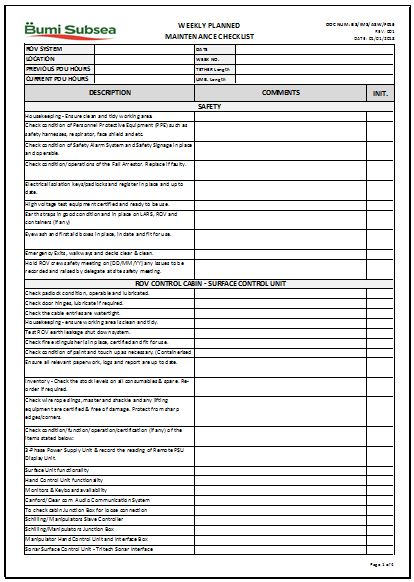 Bumi Subsea
WEEKLY PLANNED
MAINTENANCE CHECKLIST
REV. 001
DATE: 01/01/2018
ROV SYSTEM
DATE
LOCATION
WEEK NO.
PREVIOUS PDU HOURS
TETHER Length
CURRENT PDU HOURS
UMB. Length
DESCRIPTION
COMMENTS
INIT.
SAFETY
Housekeeping - Ensure clean and tidy working area
Check condition of Personnel Protective Equipment (PPE) such as
safety harnesses, respirator, face shield and etc.
Check condition of Safety Alarm System and Safety Signage in place
and operable.
Check condition/operations of the Fall Arrestor. Replace if faulty.
Electrical isolation keys/padlocks and register in place and up to
date.
High voltage test equipment certified and ready to be use.
Earth straps in good condition and in place on LARS, ROV and
containers (if any)
Eyewash and first aid boxes in place, in date and fit for use.
Emergency Exits, walkways and decks clear & clean.
Hold ROV crew safety meeting on [DD/MM/YY] any issues to be
recorded and raised by delegate at site safety meeting.
ROV CONTROL CABIN - SURFACE CONTROL UNIT
Check padlock condition, operable and lubricated.
Check door hinges, lubricate if required.
Check the cable entries are watertight.
Housekeeping - ensure working area is clean and tidy.
Test ROV earth leakage shut down system.
Check fire extinguisher is in place, certified and fit for use.
Check condition of paint and touch up as necessary. (Containerised
Ensure all relevant paperwork, logs and report are up to date.
Inventory - Check the stock levels on all consumables & spare. Re-
order if required.
Check wire rope slings, master and shackle and any lifting
equipment are certified & free of damage. Protect from sharp
edges/corners.
Check condition/function/operation/certification (if any) of the
items stated below:
3-Phase Power Supply Unit & record the reading of Remote PSU
Display Unit.
Surface Unit functionality
Hand Control Unit functionality
Monitors & Keyboard availability
Canford/Clear com Audio Communication System
To check cabin Junction Box for loose connection
Schilling/Manipulators Slave Controller
Schilling/Manipulators Junction Box
Manipulator Hand Control Unit and Interface Box
Sonar Surface Control Unit - Tritech Sonar Interface